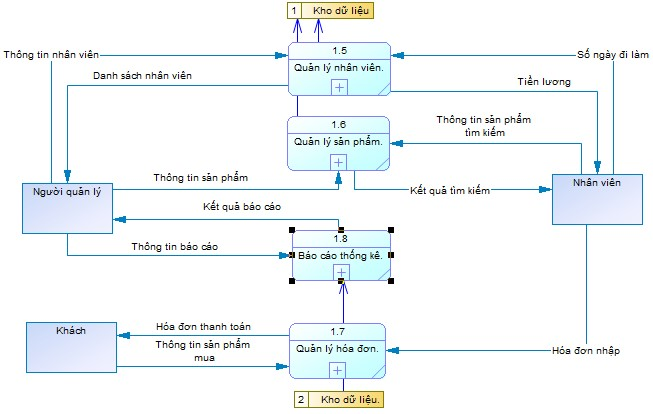 1 Kho dữ liệu
1.5
Thông tin nhân viên
Số ngày đi làm
Quản lý nhân viên.
Danh sách nhân viên
Tiền lương
1.6
Thông tin sản phẩm
tìm kiếm
Quản lý sản phẩm.
Thông tin sản phẩm
Nhân viên
Người quản lý
Kết quả tìm kiếm
Kết quả báo cáo
1.8
Thông tin báo cáo
Báo cáo thống kê.
Khách
Hóa đơn thanh toán
1.7
Thông tin sản phẩm
mua
Quản lý hóa đơn.
Hóa đơn nhập
2 Kho dữ liệu.